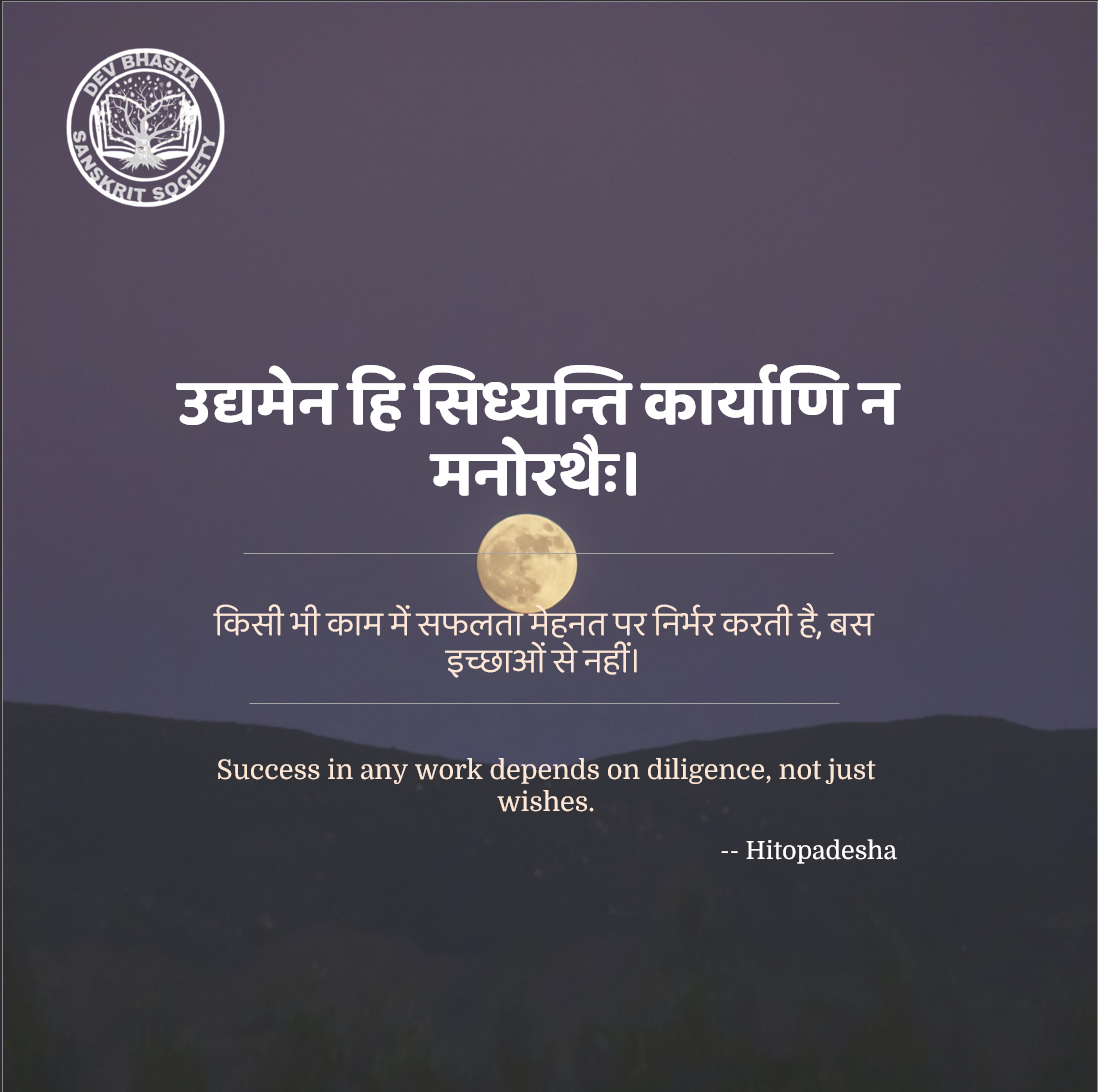 DEV BHASHA
SANSKRIT SOCIETY
उद्यमेन हि सिध्यन्ति कार्याणि न
मनोरथैः।
किसी भी काम में सफलता मेहनत पर निर्भर करती है, बस
इच्छाओं से नहीं।
Success in any work depends on diligence, not just
wishes.
-- Hitopadesha